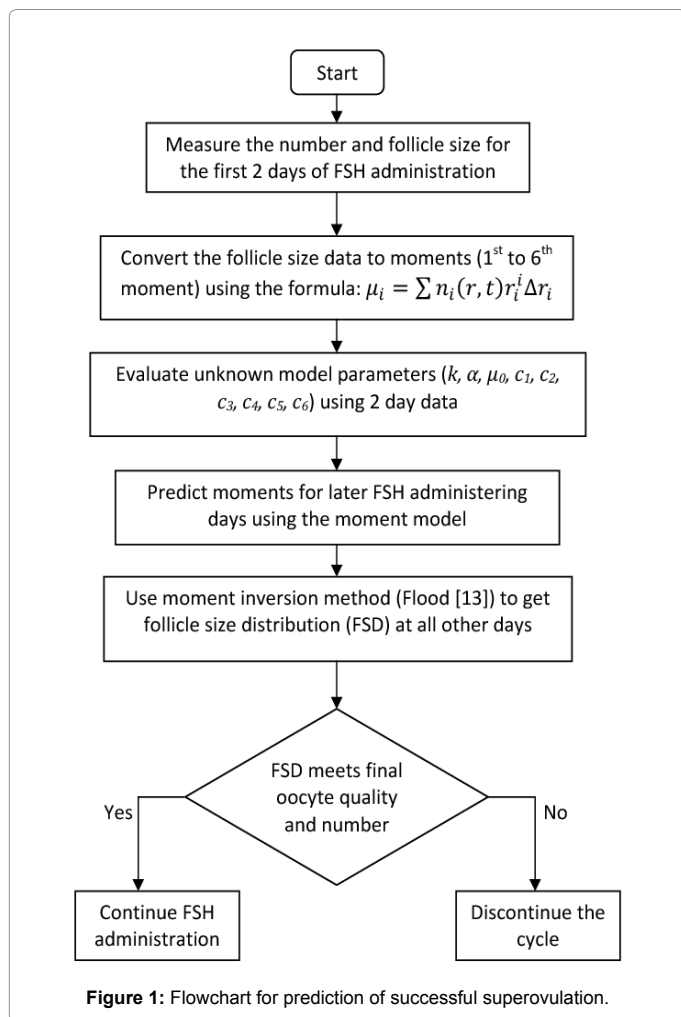 Start
Measure the number and follicle size for
the first 2 days of FSH administration
Convert the follicle size data to moments (1st to 6th
moment) using the formula: μᵢ = ∑ nᵢ(r, t)rᵢⁱΔrᵢ
Evaluate unknown model parameters (k, α, μ₀, c₁, c₂,
c₃, c₄, c₅, c₆) using 2 day data
Predict moments for later FSH administering
days using the moment model
Use moment inversion method (Flood [13]) to get
follicle size distribution (FSD) at all other days
FSD meets final
oocyte quality
and number
Yes
No
Continue FSH
administration
Discontinue the
cycle
Figure 1: Flowchart for prediction of successful superovulation.